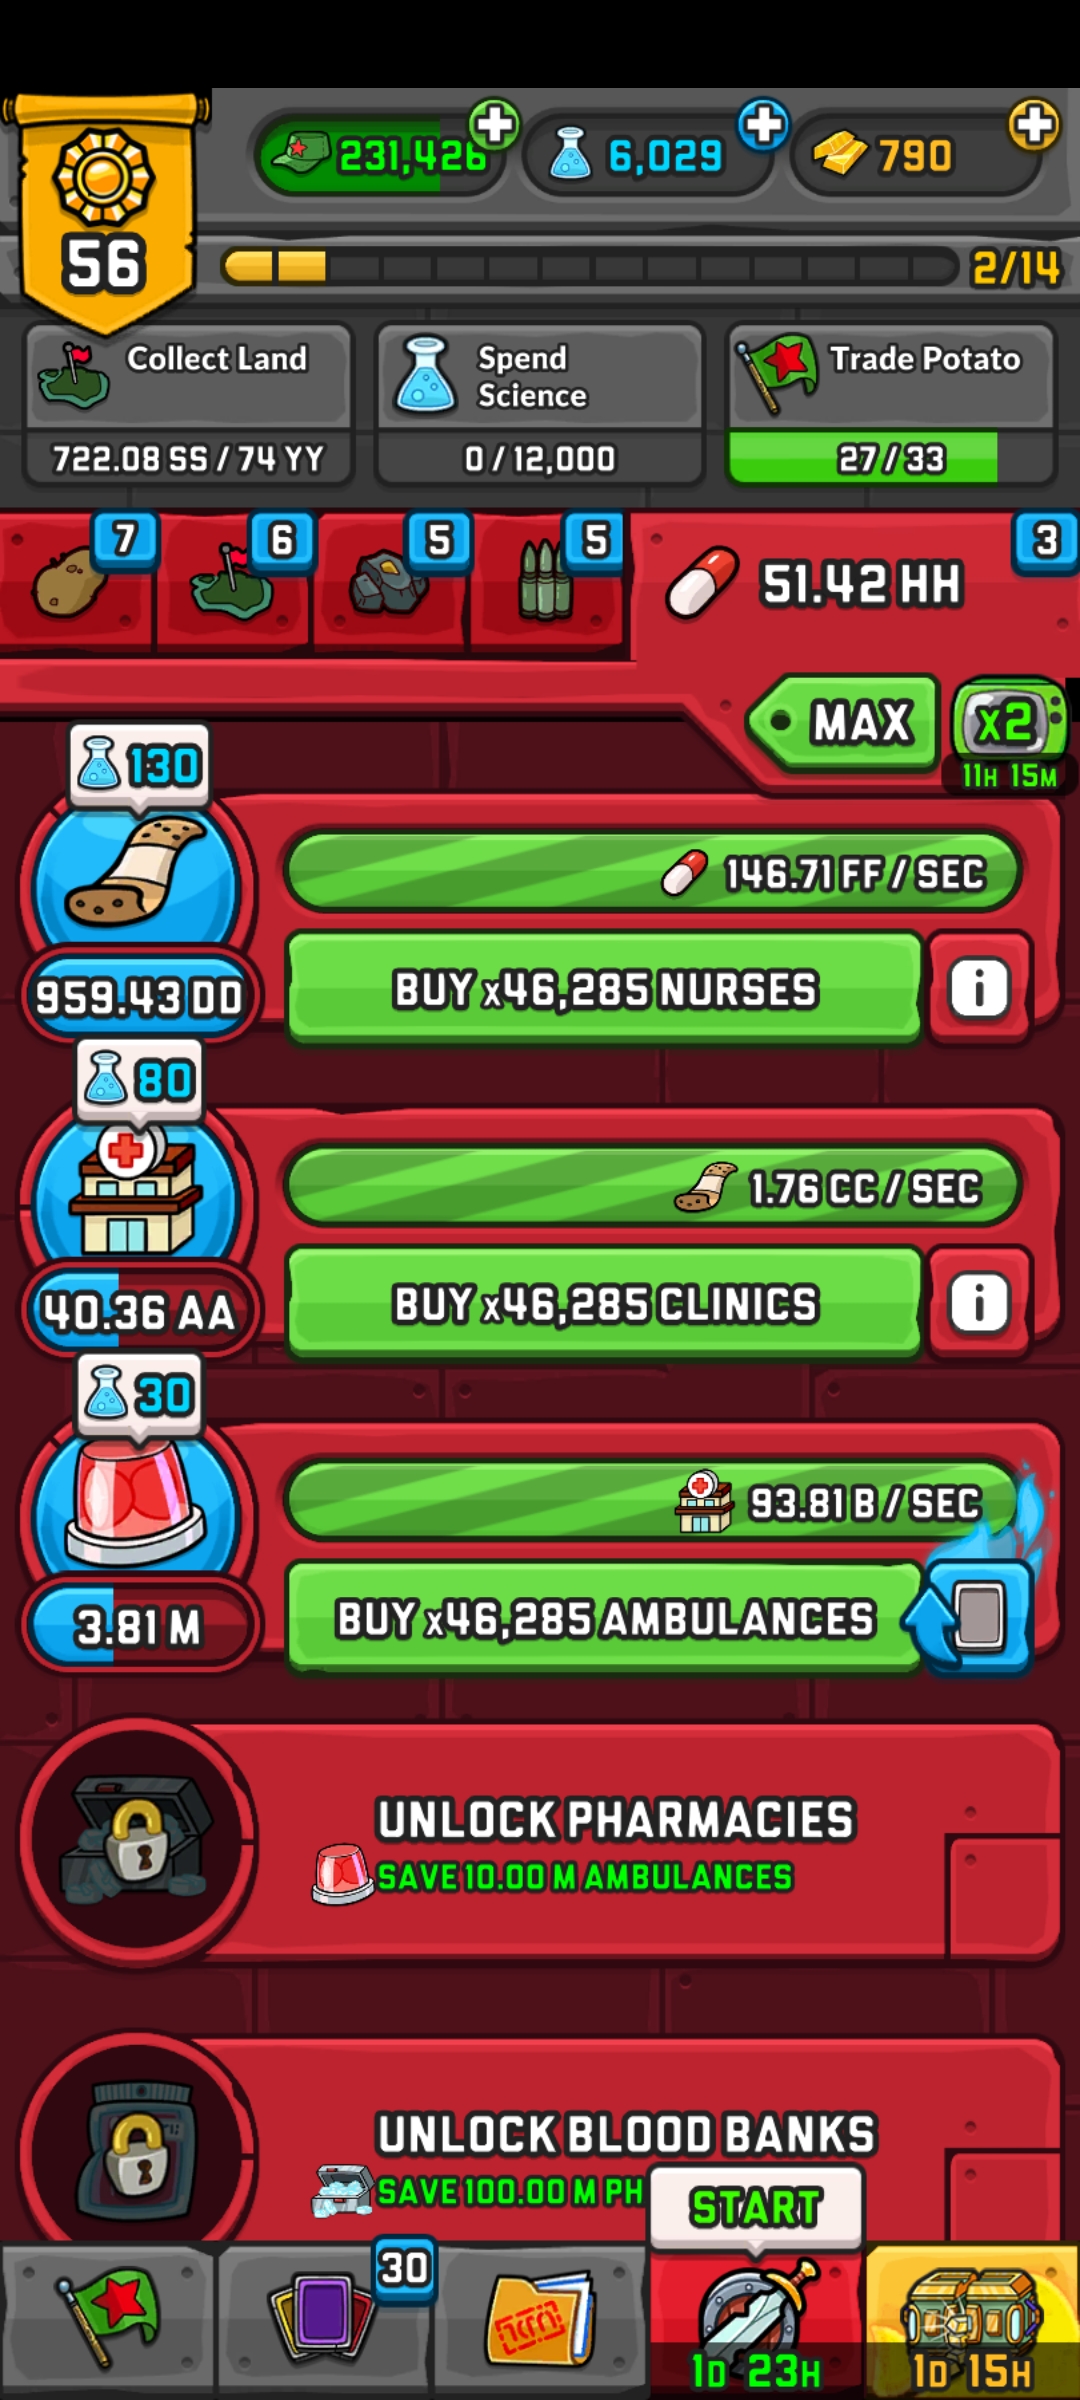 231,426
6,029
790
56
2/14
Collect Land
722.08 SS / 74 YY
Spend
Science
0 / 12,000
Trade Potato
27 / 33
7
6
5
5
51.42 HH
3
MAX
x2
11H 15M
130
146.71 FF / SEC
959.43 DD
BUY x46,285 NURSES
i
80
1.76 CC / SEC
40.36 AA
BUY x46,285 CLINICS
i
30
93.81 B / SEC
3.81 M
BUY x46,285 AMBULANCES
UNLOCK PHARMACIES
SAVE 10.00 M AMBULANCES
UNLOCK BLOOD BANKS
SAVE 100.00 M PH
START
30
1D 23H
1D 15H